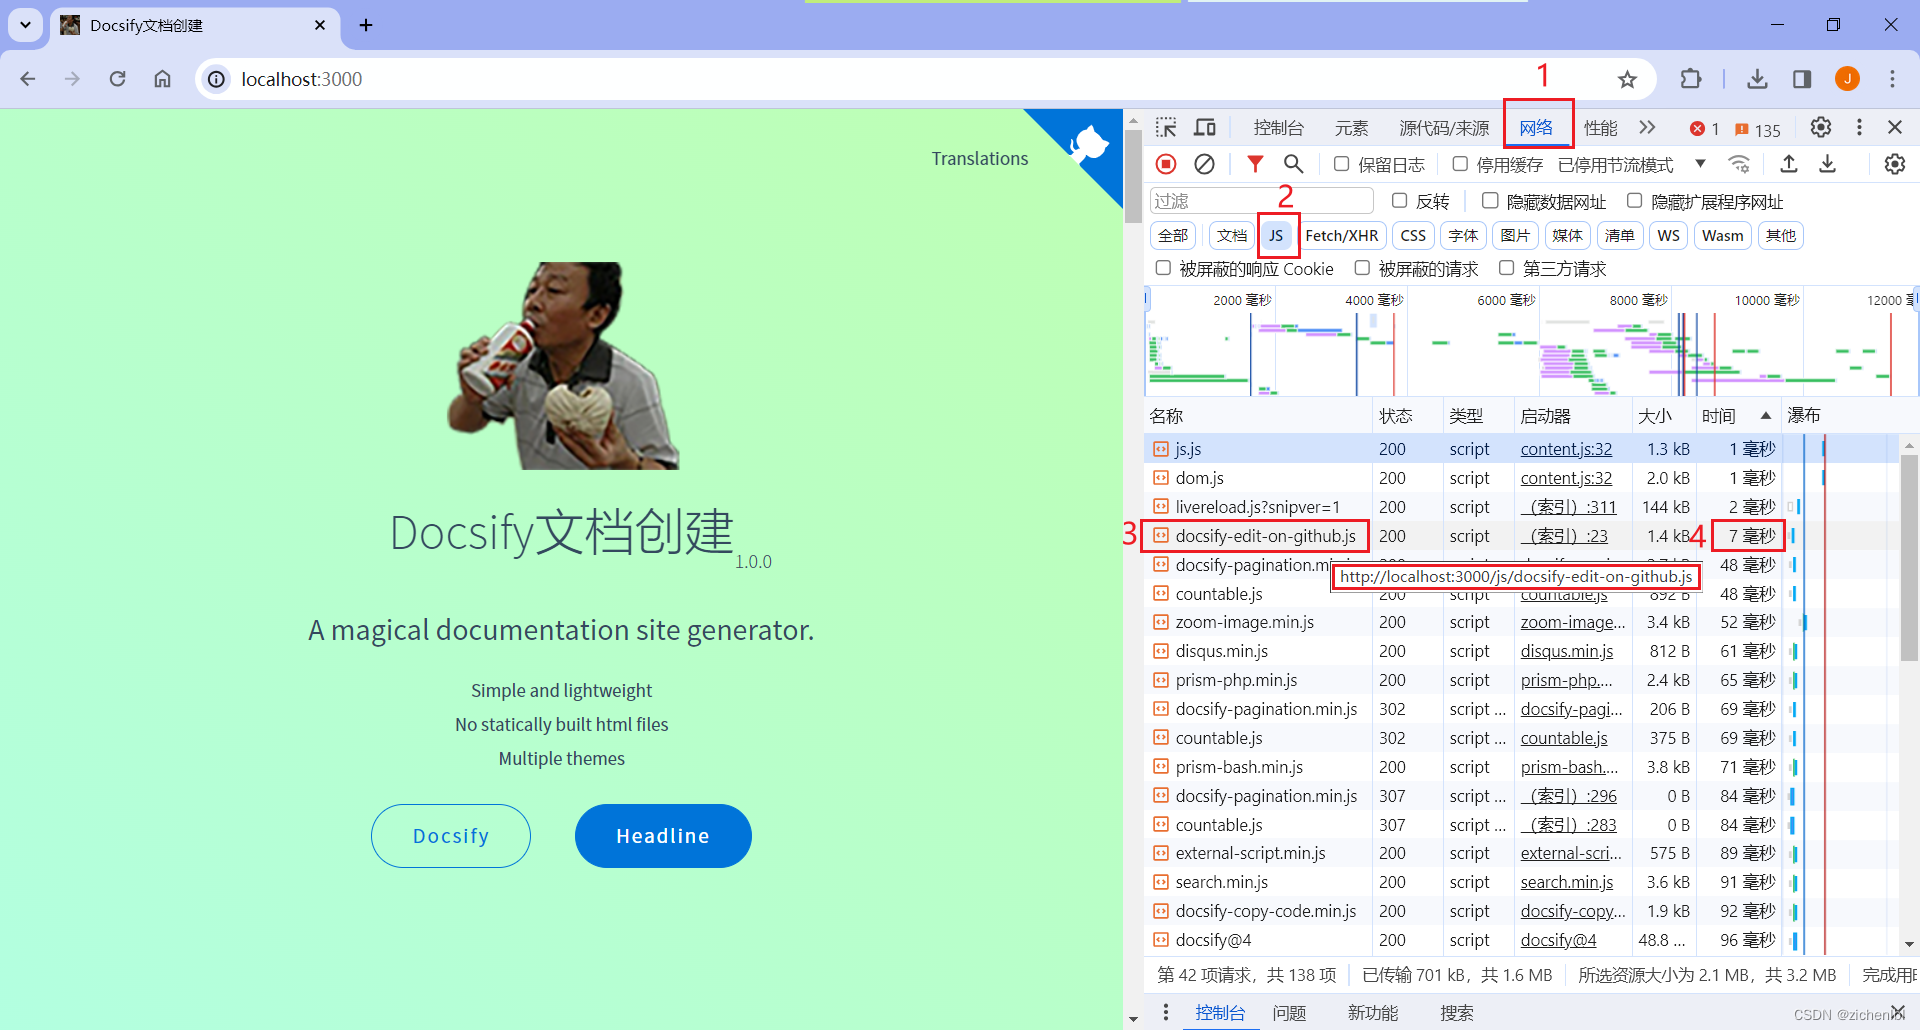 Docsify文档创建
localhost:3000
1
Translations
Docsify文档创建
1.0.0
A magical documentation site generator.
Simple and lightweight
No statically built html files
Multiple themes
Docsify
Headline
控制台 元素 源代码/来源 网络 性能 1 135
保留日志 停用缓存 已停用节流模式
过滤 2 反转 隐藏数据网址 隐藏扩展程序网址
全部 文档 JS Fetch/XHR CSS 字体 图片 媒体 清单 WS Wasm 其他
被屏蔽的响应 Cookie 被屏蔽的请求 第三方请求
2000 毫秒 4000 毫秒 6000 毫秒 8000 毫秒 10000 毫秒 12000
名称 状态 类型 启动器 大小 时间 瀑布
js.js 200 script content.js:32 1.3 kB 1 毫秒
dom.js 200 script content.js:32 2.0 kB 1 毫秒
livereload.js?snipver=1 200 script （索引）:311 144 kB 2 毫秒
3 docsify-edit-on-github.js 200 script （索引）:23 1.4 kB 4 7 毫秒
docsify-pagination.m 48 毫秒
http://localhost:3000/js/docsify-edit-on-github.js
countable.js 200 script countable.js 892 B 48 毫秒
zoom-image.min.js 200 script zoom-image... 3.4 kB 52 毫秒
disqus.min.js 200 script disqus.min.js 812 B 61 毫秒
prism-php.min.js 200 script prism-php.... 2.4 kB 65 毫秒
docsify-pagination.min.js 302 script ... docsify-pagi... 206 B 69 毫秒
countable.js 302 script ... countable.js 375 B 69 毫秒
prism-bash.min.js 200 script prism-bash.... 3.8 kB 71 毫秒
docsify-pagination.min.js 307 script ... （索引）:296 0 B 84 毫秒
countable.js 307 script ... （索引）:283 0 B 84 毫秒
external-script.min.js 200 script external-scri... 575 B 89 毫秒
search.min.js 200 script search.min.js 3.6 kB 91 毫秒
docsify-copy-code.min.js 200 script docsify-copy... 1.9 kB 92 毫秒
docsify@4 200 script docsify@4 48.8 ... 96 毫秒
第 42 项请求，共 138 项 已传输 701 kB，共 1.6 MB 所选资源大小为 2.1 MB，共 3.2 MB 完成用
控制台 问题 新功能 搜索
J